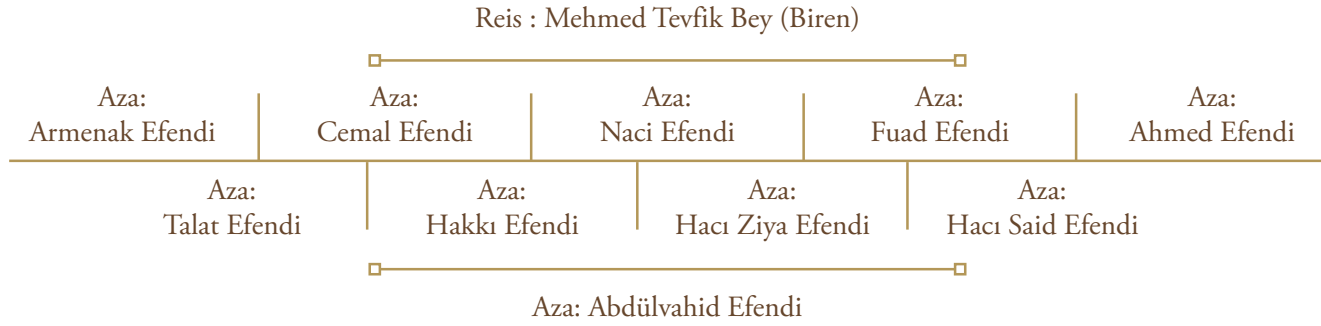 Reis : Mehmed Tevfik Bey (Biren)
Aza:
Armenak Efendi
Aza:
Cemal Efendi
Aza:
Naci Efendi
Aza:
Fuad Efendi
Aza:
Ahmed Efendi
Aza:
Talat Efendi
Aza:
Hakkı Efendi
Aza:
Hacı Ziya Efendi
Aza:
Hacı Said Efendi
Aza: Abdülvahid Efendi